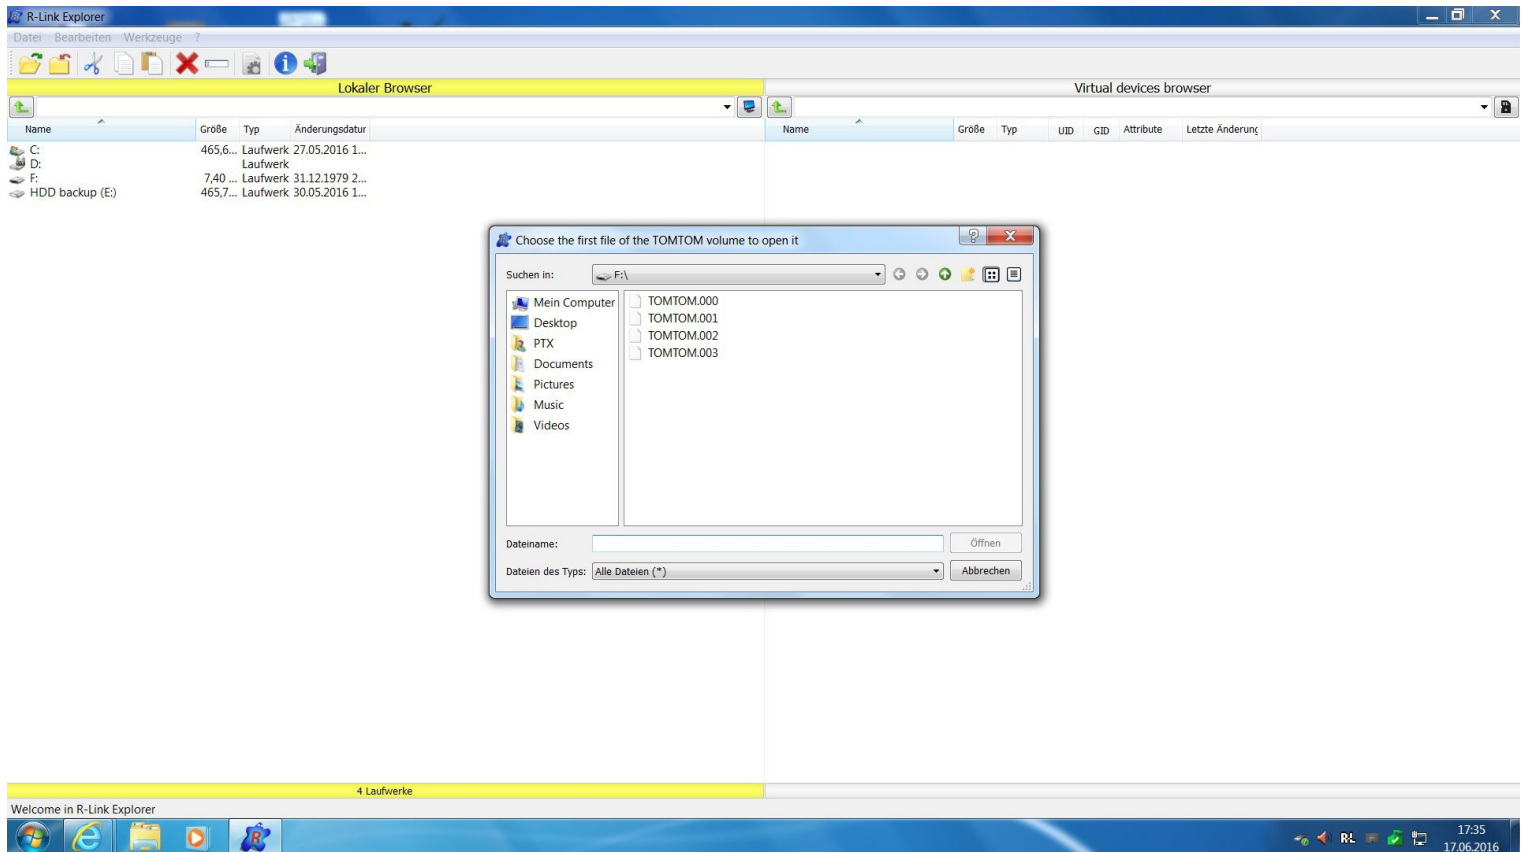 R-Link Explorer
Datei Bearbeiten Werkzeuge ?
Lokaler Browser
Virtual devices browser
Name Größe Typ Änderungsdatur
Name Größe Typ UID GID Attribute Letzte Änderung
C: 465,6... Laufwerk 27.05.2016 1...
D: Laufwerk
F: 7,40 ... Laufwerk 31.12.1979 2...
HDD backup (E:) 465,7... Laufwerk 30.05.2016 1...
Choose the first file of the TOMTOM volume to open it
Suchen in: F:\
Mein Computer
Desktop
PTX
Documents
Pictures
Music
Videos
TOMTOM.000
TOMTOM.001
TOMTOM.002
TOMTOM.003
Dateiname: Öffnen
Dateien des Typs: Alle Dateien (*) Abbrechen
4 Laufwerke
Welcome in R-Link Explorer
RL 17:35
17.06.2016